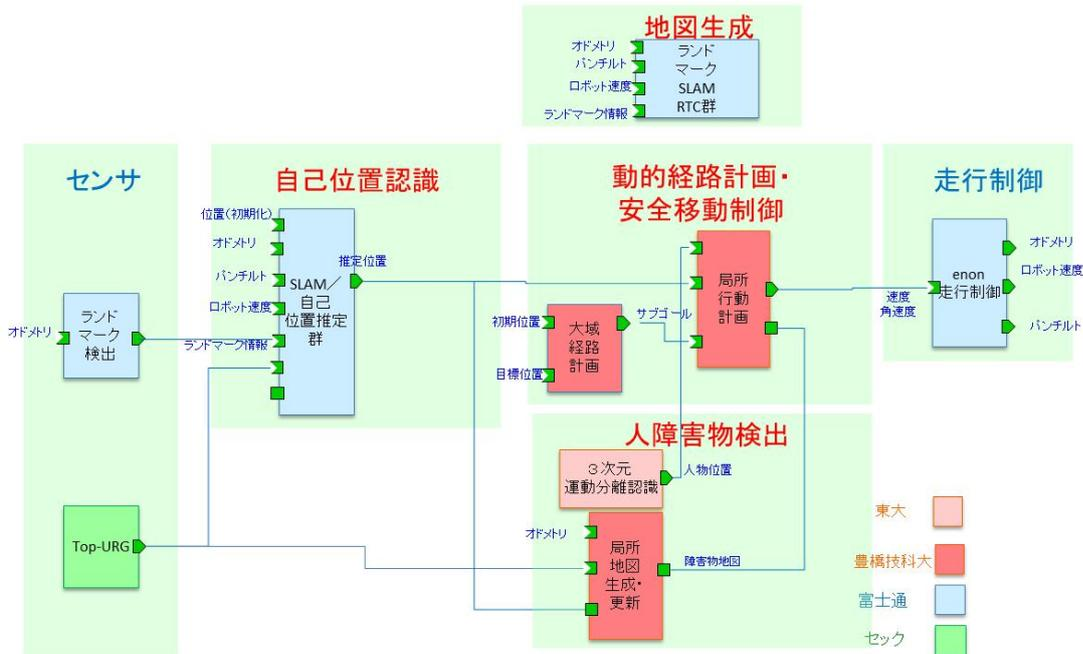 地図生成
オドメトリ
パンチルト
ロボット速度
ランドマーク情報
ランド
マーク
SLAM
RTC群
センサ
オドメトリ
ランド
マーク
検出
Top-URG
自己位置認識
位置(初期化)
オドメトリ
パンチルト
ロボット速度
ランドマーク情報
SLAM／
自己
位置推定
群
推定位置
動的経路計画・
安全移動制御
初期位置
目標位置
大域
経路
計画
サブゴール
局所
行動
計画
走行制御
速度
角速度
enon
走行制御
オドメトリ
ロボット速度
パンチルト
人障害物検出
３次元
運動分離認識
人物位置
オドメトリ
局所
地図
生成・
更新
障害物地図
東大
豊橋技科大
富士通
セック